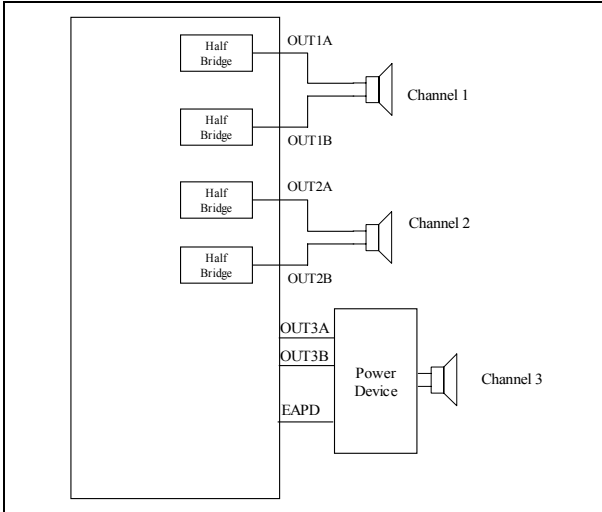 Half
Bridge
OUT1A
Channel 1
Half
Bridge
OUT1B
Half
Bridge
OUT2A
Channel 2
Half
Bridge
OUT2B
OUT3A
OUT3B
Power
Device
Channel 3
EAPD